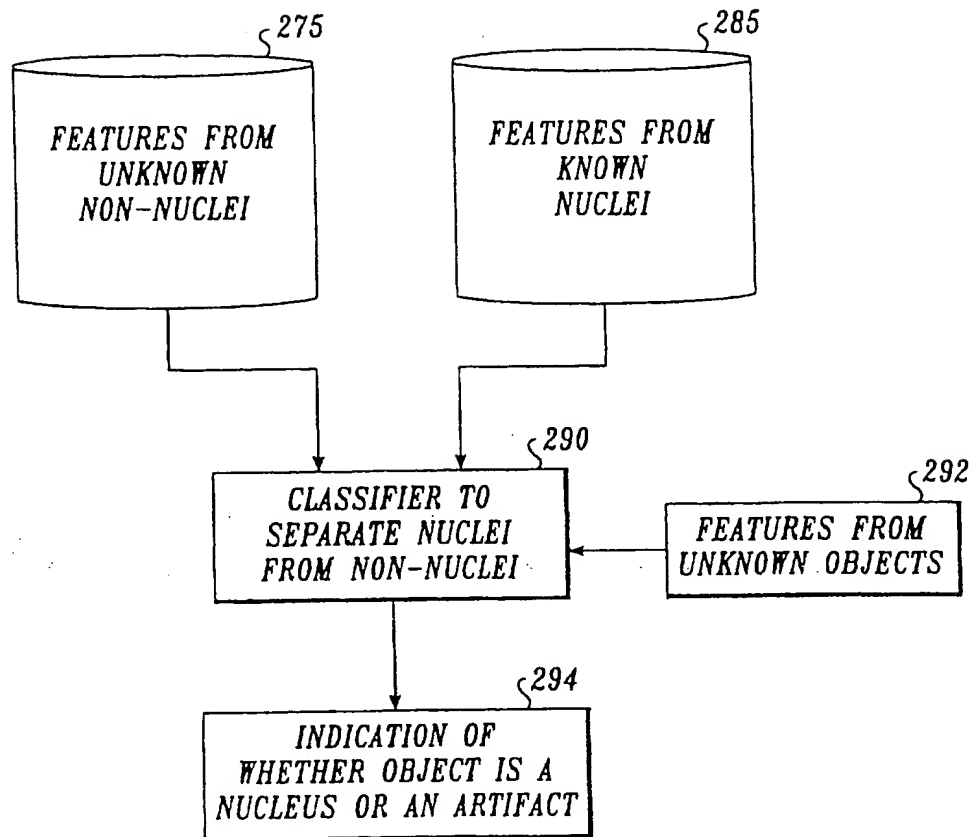 275
FEATURES FROM
UNKNOWN
NON-NUCLEI
285
FEATURES FROM
KNOWN
NUCLEI
290
CLASSIFIER TO
SEPARATE NUCLEI
FROM NON-NUCLEI
292
FEATURES FROM
UNKNOWN OBJECTS
294
INDICATION OF
WHETHER OBJECT IS A
NUCLEUS OR AN ARTIFACT